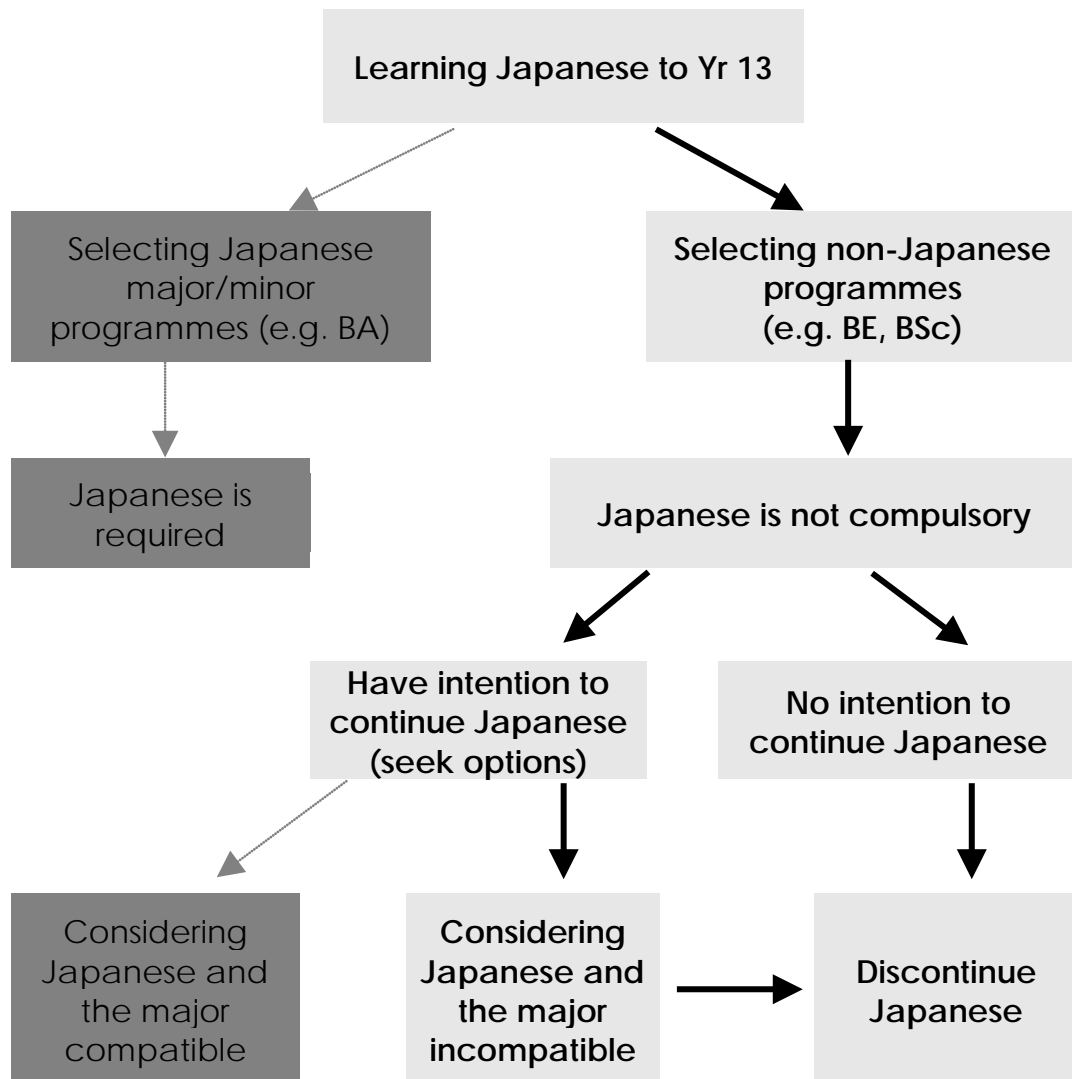 Learning Japanese to Yr 13
Selecting Japanese
major/minor
programmes (e.g. BA)
Selecting non-Japanese
programmes
(e.g. BE, BSc)
Japanese is
required
Japanese is not compulsory
Have intention to
continue Japanese
(seek options)
No intention to
continue Japanese
Considering
Japanese and
the major
compatible
Considering
Japanese and
the major
incompatible
Discontinue
Japanese